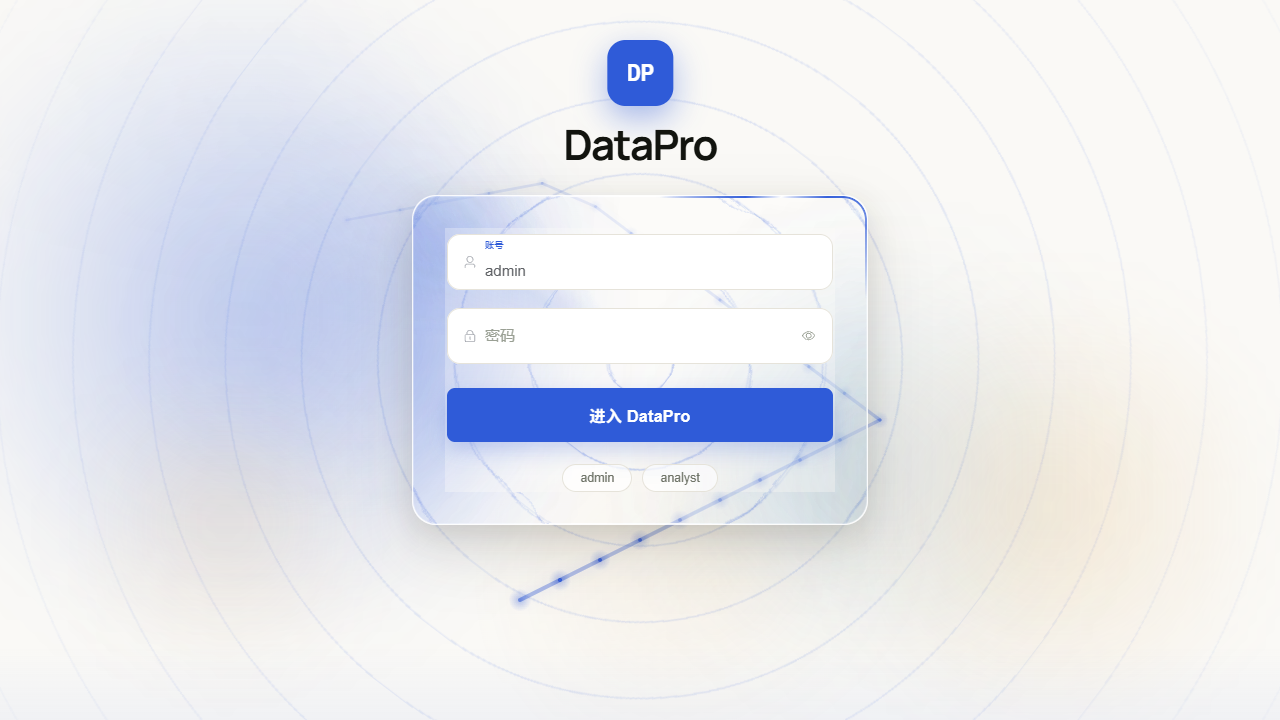 DP
DataPro
账号
admin
密码
进入 DataPro
admin analyst